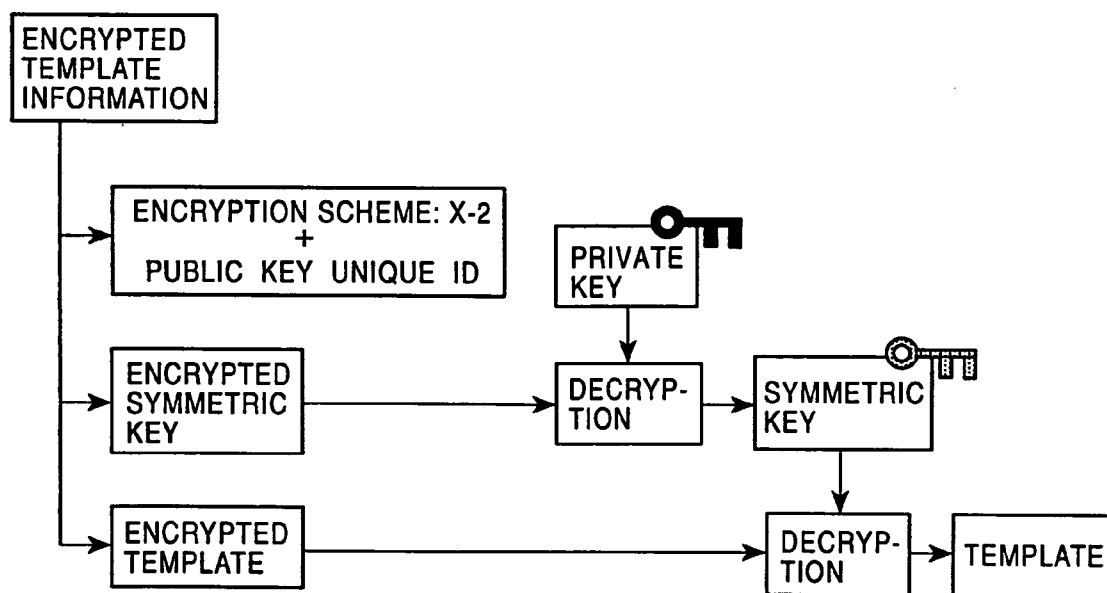 ENCRYPTED
TEMPLATE
INFORMATION
ENCRYPTION SCHEME: X-2
+
PUBLIC KEY UNIQUE ID
PRIVATE
KEY
ENCRYPTED
SYMMETRIC
KEY
DECRYP-
TION
SYMMETRIC
KEY
ENCRYPTED
TEMPLATE
DECRYP-
TION
TEMPLATE